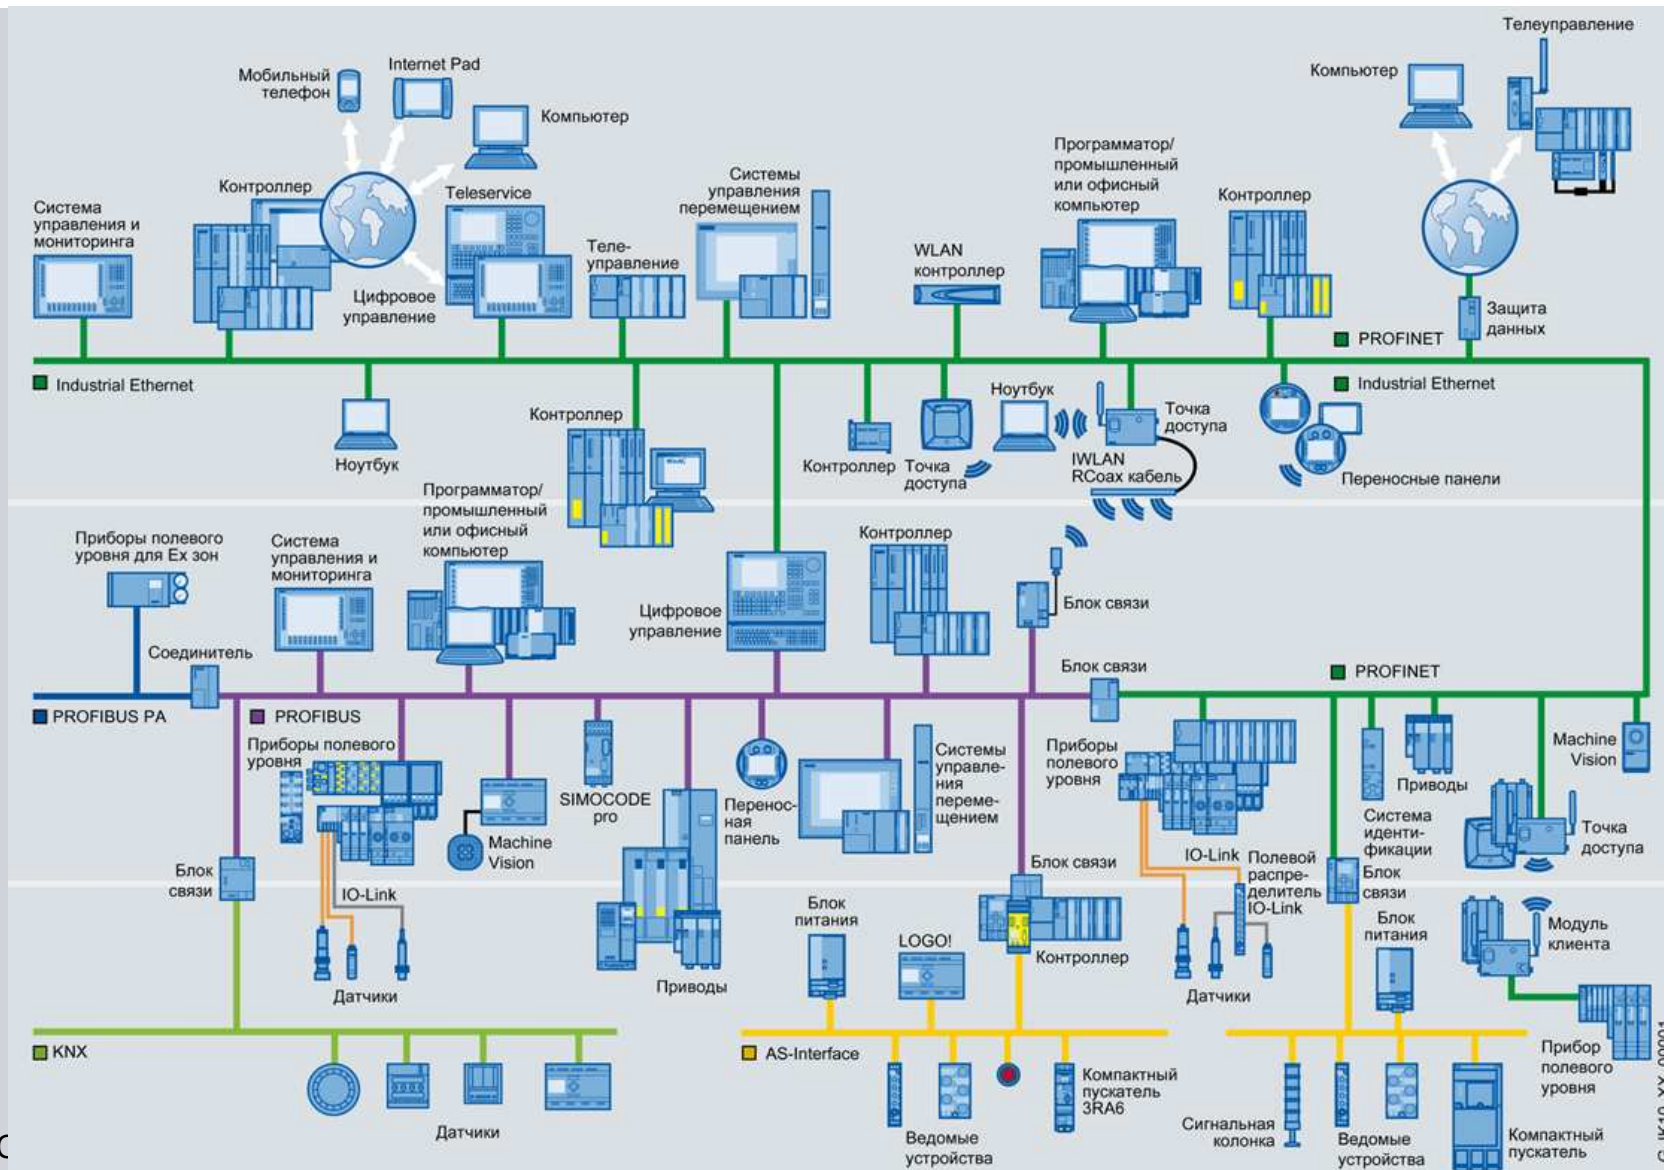 Телеуправление
Мобильный
телефон
Internet Pad
Компьютер
Компьютер
Контроллер
Teleservice
Системы
управления
перемещением
Программатор/
промышленный
или офисный
компьютер
Контроллер
Система
управления и
мониторинга
Теле-
управление
WLAN
контроллер
Цифровое
управление
Защита
данных
PROFINET
Industrial Ethernet
Industrial Ethernet
Ноутбук
Контроллер
Контроллер
Точка
доступа
Ноутбук
Точка
доступа
IWLAN
RCoax кабель
Переносные панели
Приборы полевого
уровня для Ex зон
Система
управления и
мониторинга
Программатор/
промышленный
или офисный
компьютер
Цифровое
управление
Контроллер
Блок связи
Соединитель
Блок связи
PROFINET
PROFIBUS PA
PROFIBUS
Приборы полевого
уровня
SIMOCODE
pro
Machine
Vision
Перенос-
ная
панель
Системы
управле-
ния
переме-
щением
Приборы
полевого
уровня
Приводы
Machine
Vision
Система
иденти-
фикации
Точка
доступа
Блок
связи
IO-Link
Датчики
Приводы
Блок
питания
LOGO!
Блок связи
Контроллер
IO-Link
Полевой
распре-
делитель
IO-Link
Датчики
Блок
связи
Блок
питания
Модуль
клиента
Прибор
полевого
уровня
KNX
Датчики
AS-Interface
Ведомые
устройства
Компактный
пускатель
3RA6
Сигнальная
колонка
Ведомые
устройства
Компактный
пускатель